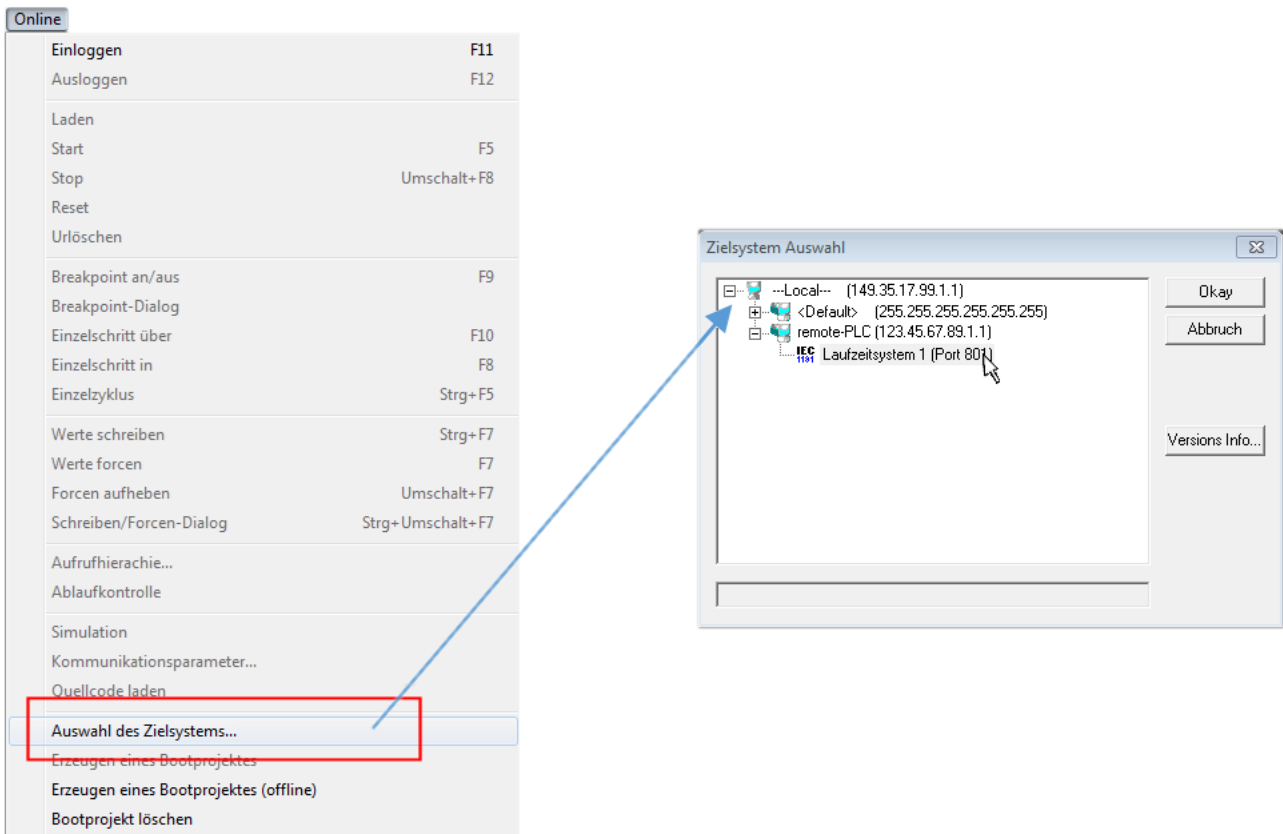 Online
Einloggen F11
Ausloggen F12
Laden
Start F5
Stop Umschalt+F8
Reset
Urlöschen
Breakpoint an/aus F9
Breakpoint-Dialog
Einzelschritt über F10
Einzelschritt in F8
Einzelzyklus Strg+F5
Werte schreiben Strg+F7
Werte forcen F7
Forcen aufheben Umschalt+F7
Schreiben/Forcen-Dialog Strg+Umschalt+F7
Aufrufhierachie...
Ablaufkontrolle
Simulation
Kommunikationsparameter...
Quellcode laden
Auswahl des Zielsystems...
Erzeugen eines Bootprojektes
Erzeugen eines Bootprojektes (offline)
Bootprojekt löschen
Zielsystem Auswahl
---Local--- (149.35.17.99.1.1)
<Default> (255.255.255.255.255.255)
remote-PLC (123.45.67.89.1.1)
IEC 1131 Laufzeitsystem 1 (Port 801)
Okay
Abbruch
Versions Info...